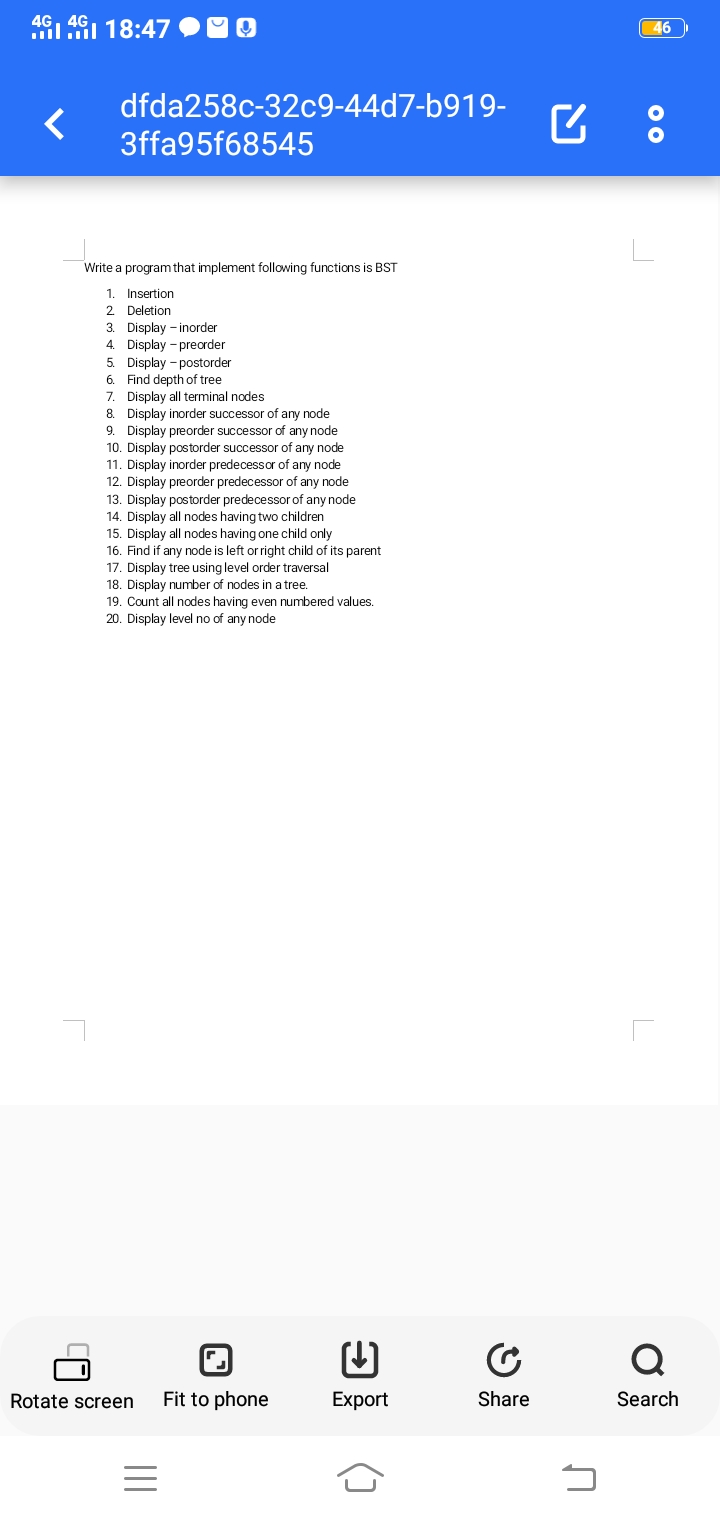 4G 4G 18:47 46
dfda258c-32c9-44d7-b919-
3ffa95f68545
Write a program that implement following functions is BST
1. Insertion
2. Deletion
3. Display – inorder
4. Display – preorder
5. Display – postorder
6. Find depth of tree
7. Display all terminal nodes
8. Display inorder successor of any node
9. Display preorder successor of any node
10. Display postorder successor of any node
11. Display inorder predecessor of any node
12. Display preorder predecessor of any node
13. Display postorder predecessor of any node
14. Display all nodes having two children
15. Display all nodes having one child only
16. Find if any node is left or right child of its parent
17. Display tree using level order traversal
18. Display number of nodes in a tree.
19. Count all nodes having even numbered values.
20. Display level no of any node
Rotate screen Fit to phone Export Share Search